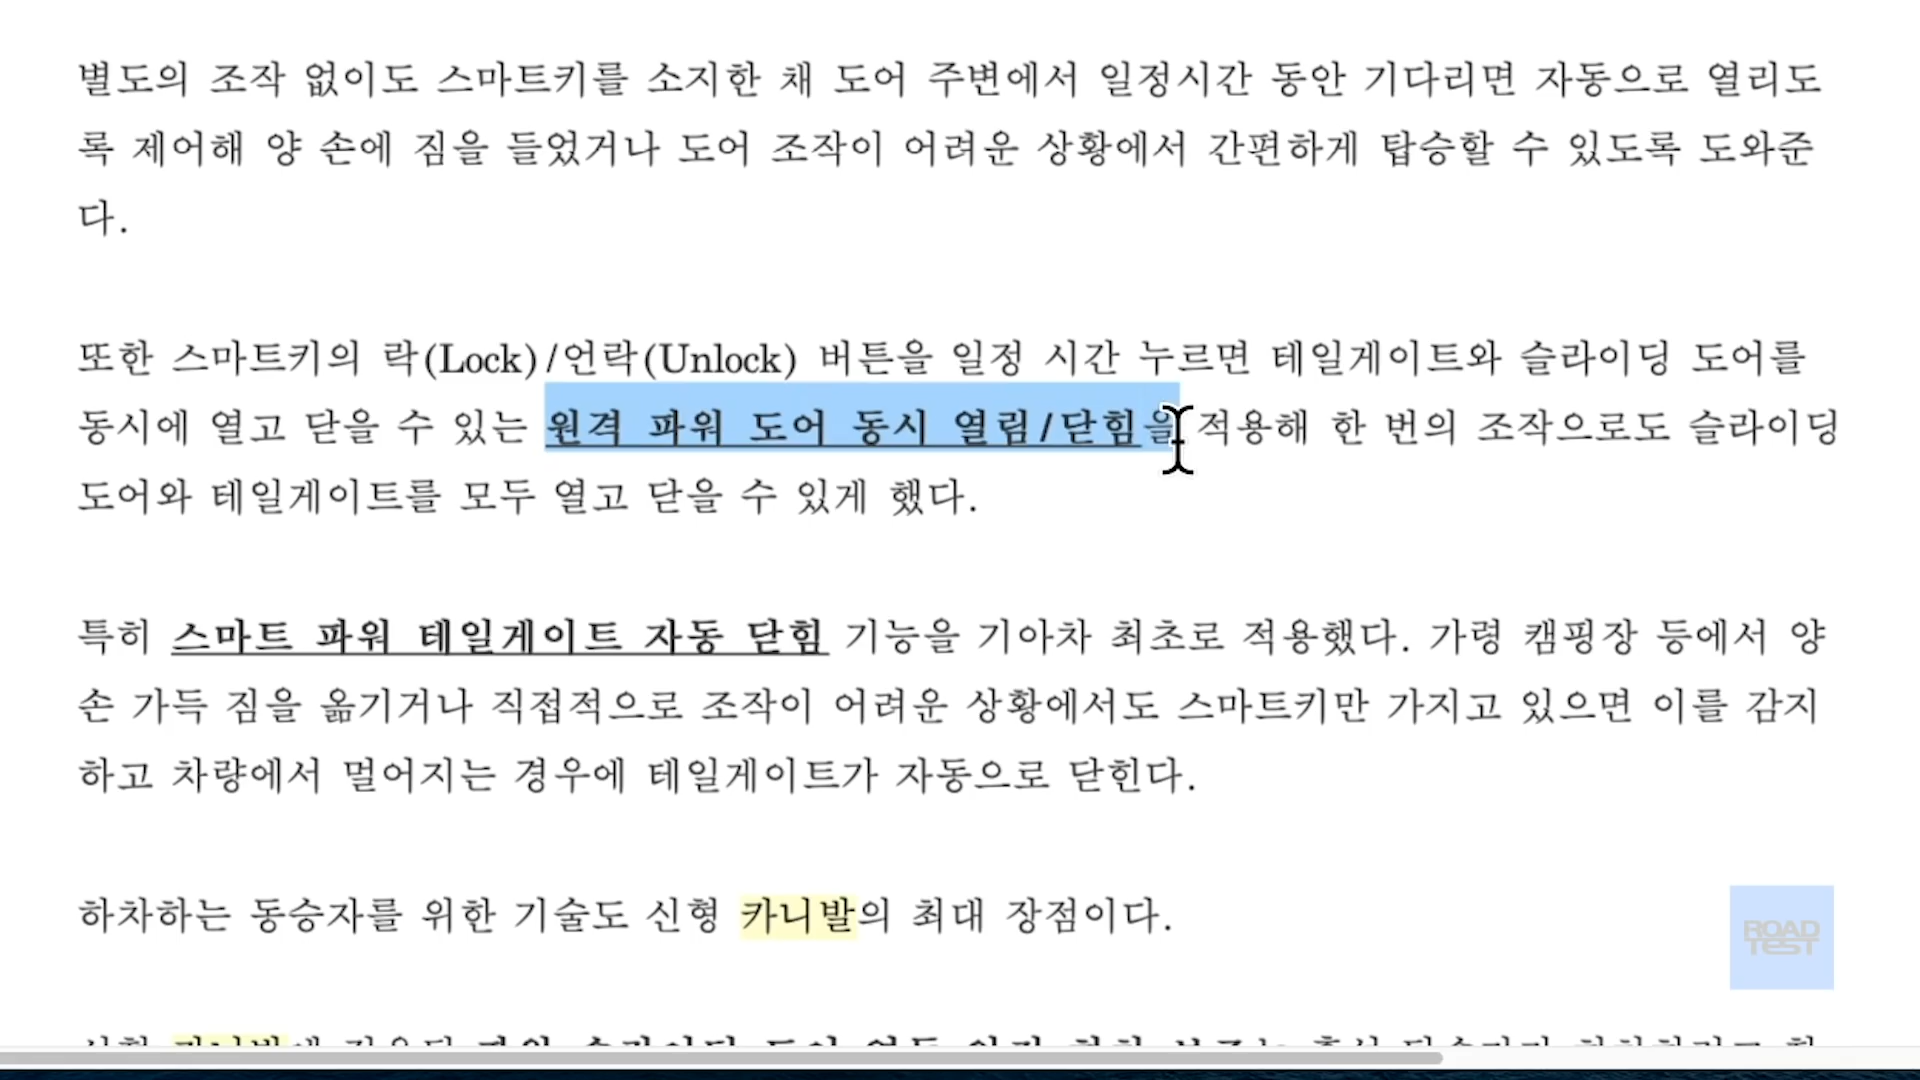 별도의 조작 없이도 스마트키를 소지한 채 도어 주변에서 일정시간 동안 기다리면 자동으로 열리도
록 제어해 양 손에 짐을 들었거나 도어 조작이 어려운 상황에서 간편하게 탑승할 수 있도록 도와준
다.
또한 스마트키의 락(Lock)/언락(Unlock) 버튼을 일정 시간 누르면 테일게이트와 슬라이딩 도어를
동시에 열고 닫을 수 있는 원격 파워 도어 동시 열림/닫힘을 적용해 한 번의 조작으로도 슬라이딩
도어와 테일게이트를 모두 열고 닫을 수 있게 했다.
특히 스마트 파워 테일게이트 자동 닫힘 기능을 기아차 최초로 적용했다. 가령 캠핑장 등에서 양
손 가득 짐을 옮기거나 직접적으로 조작이 어려운 상황에서도 스마트키만 가지고 있으면 이를 감지
하고 차량에서 멀어지는 경우에 테일게이트가 자동으로 닫힌다.
하차하는 동승자를 위한 기술도 신형 카니발의 최대 장점이다.
ROAD
TEST